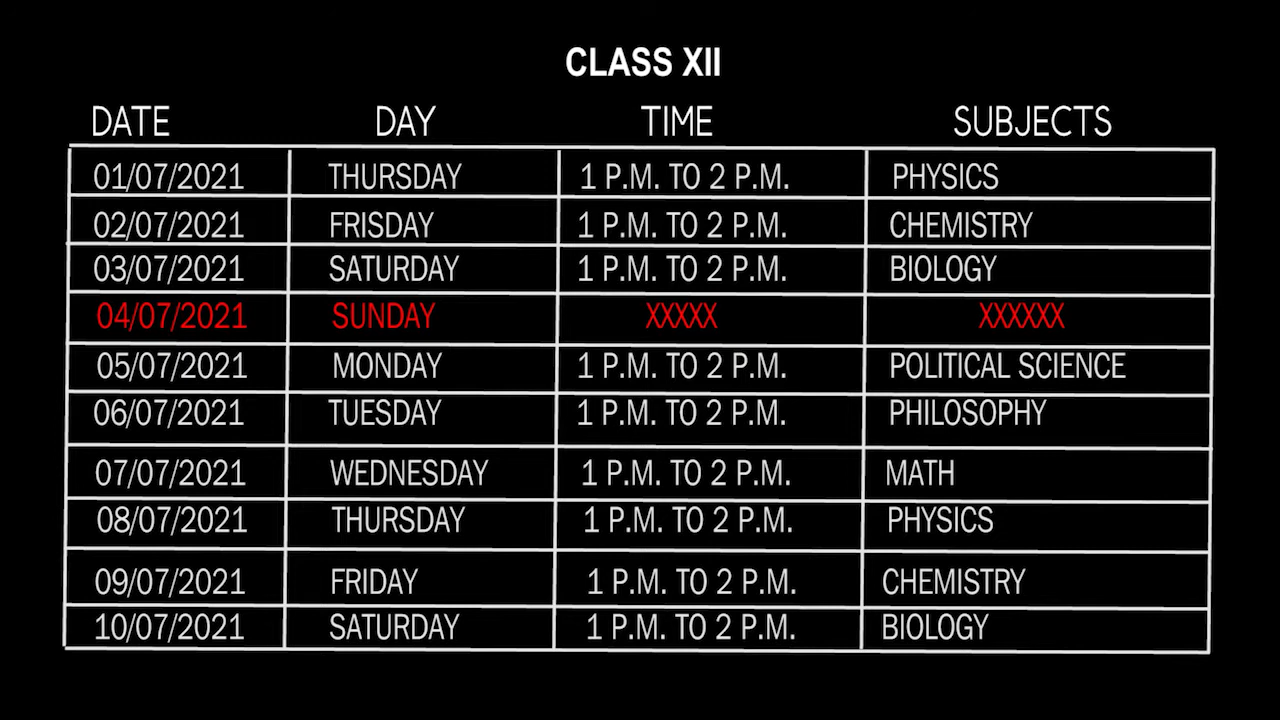 CLASS XII
DATE DAY TIME SUBJECTS
01/07/2021 THURSDAY 1 P.M. TO 2 P.M. PHYSICS
02/07/2021 FRISDAY 1 P.M. TO 2 P.M. CHEMISTRY
03/07/2021 SATURDAY 1 P.M. TO 2 P.M. BIOLOGY
04/07/2021 SUNDAY XXXXX XXXXXX
05/07/2021 MONDAY 1 P.M. TO 2 P.M. POLITICAL SCIENCE
06/07/2021 TUESDAY 1 P.M. TO 2 P.M. PHILOSOPHY
07/07/2021 WEDNESDAY 1 P.M. TO 2 P.M. MATH
08/07/2021 THURSDAY 1 P.M. TO 2 P.M. PHYSICS
09/07/2021 FRIDAY 1 P.M. TO 2 P.M. CHEMISTRY
10/07/2021 SATURDAY 1 P.M. TO 2 P.M. BIOLOGY